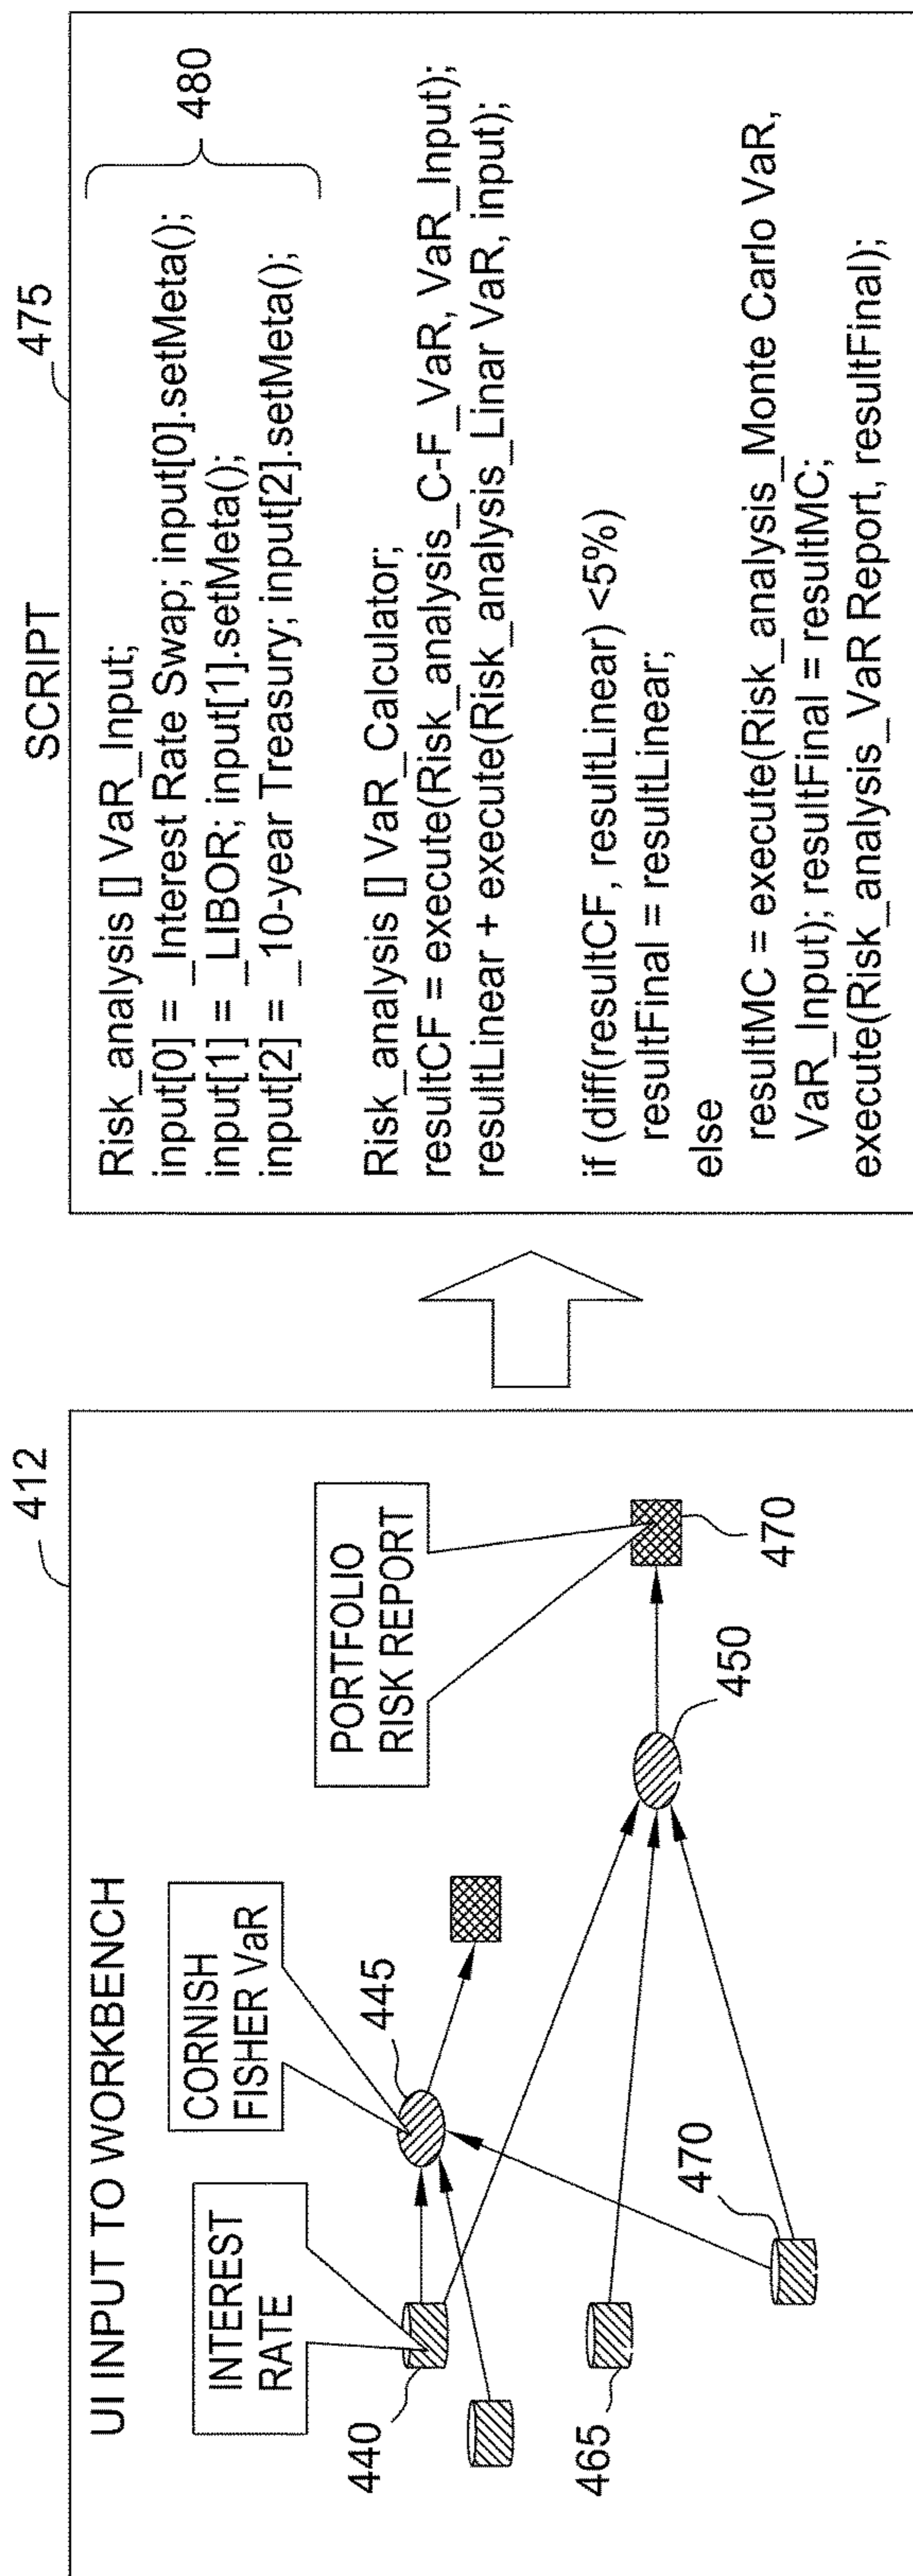 412
UI INPUT TO WORKBENCH
INTEREST
RATE
440
CORNISH
FISHER VaR
445
PORTFOLIO
RISK REPORT
465
470
450
470
SCRIPT
475
Risk_analysis [] VaR_Input;
input[0] = _Interest Rate Swap; input[0].setMeta();
input[1] = _LIBOR; input[1].setMeta();
input[2] = _10-year Treasury; input[2].setMeta();
480
Risk_analysis [] VaR_Calculator;
resultCF = execute(Risk_analysis_C-F_VaR, VaR_Input);
resultLinear + execute(Risk_analysis_Linar VaR, input);
if (diff(resultCF, resultLinear) <5%)
resultFinal = resultLinear;
else
resultMC = execute(Risk_analysis_Monte Carlo VaR,
VaR_Input); resultFinal = resultMC;
execute(Risk_analysis_VaR Report, resultFinal);